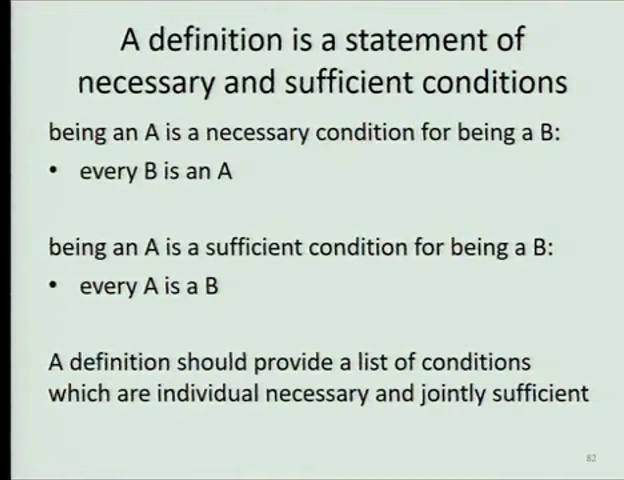 A definition is a statement of
necessary and sufficient conditions
being an A is a necessary condition for being a B:
• every B is an A
being an A is a sufficient condition for being a B:
• every A is a B
A definition should provide a list of conditions
which are individual necessary and jointly sufficient
82